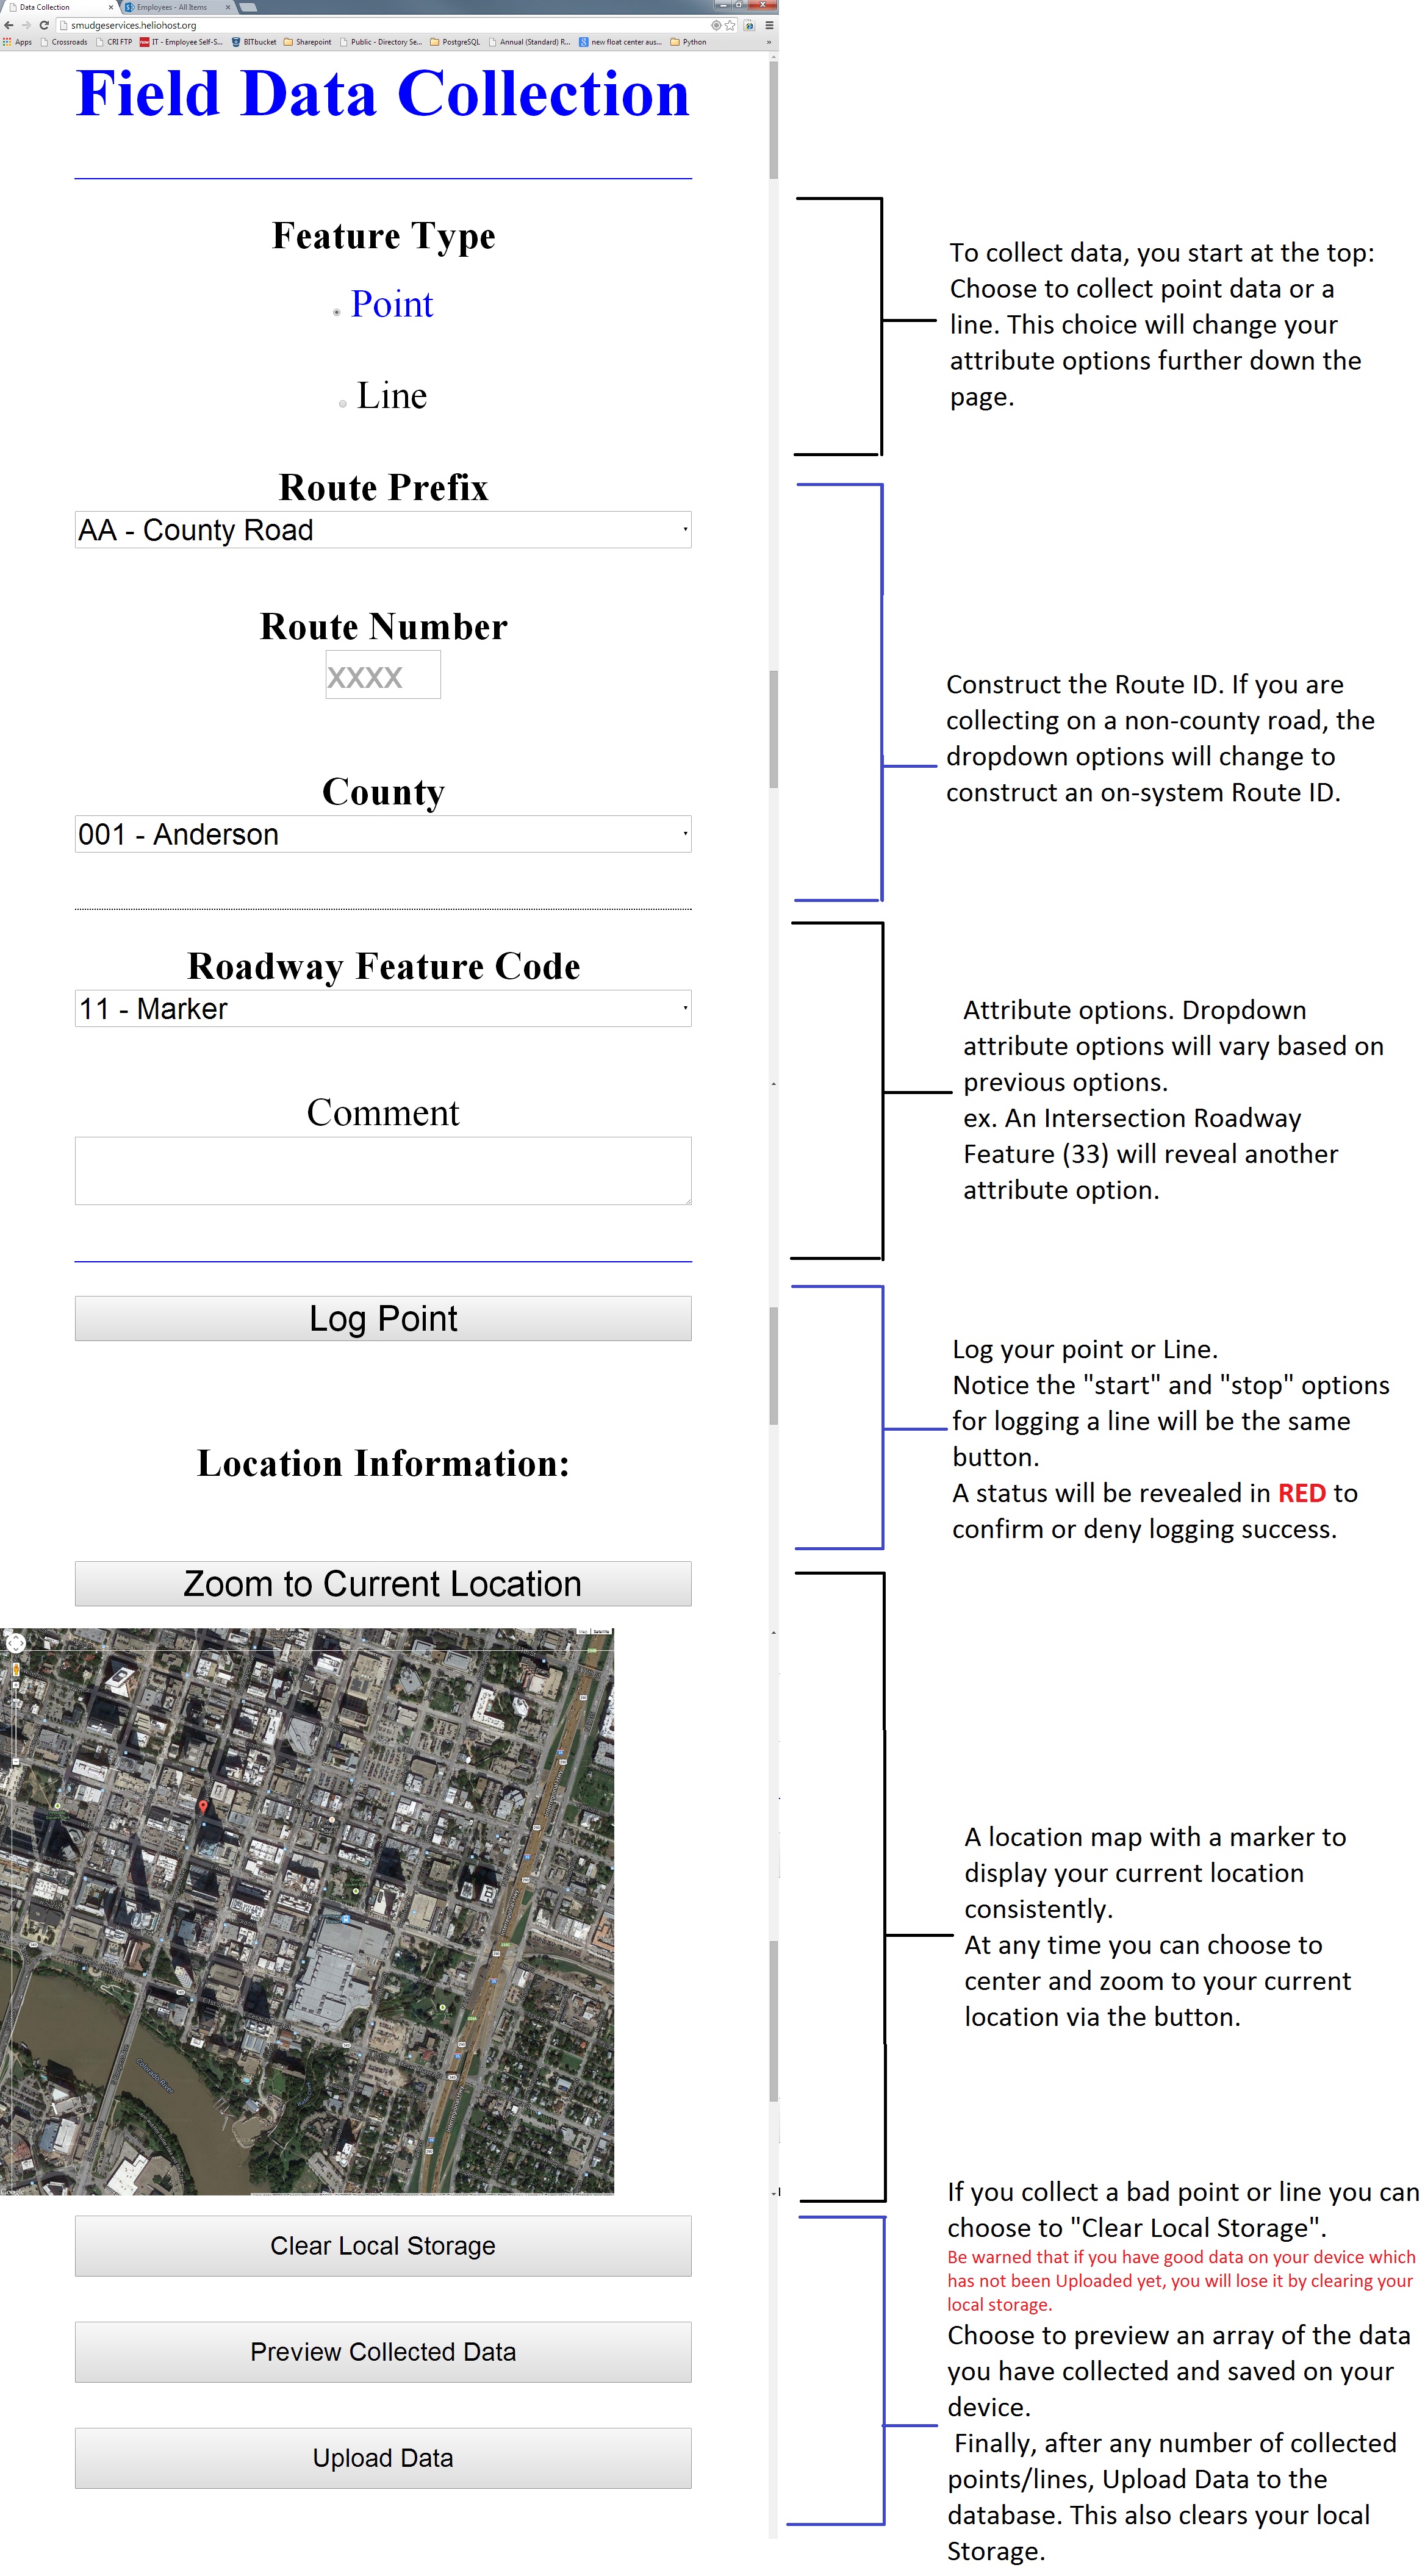 Data Collection
Employees - All Items
smudgeservices.heliohost.org
Apps Crossroads CRI FTP IT - Employee Self-S... BITbucket Sharepoint Public - Directory Se... PostgreSQL Annual (Standard) R... new float center aus... Python »
Field Data Collection
Feature Type
Point
Line
Route Prefix
AA - County Road
Route Number
xxxx
County
001 - Anderson
Roadway Feature Code
11 - Marker
Comment
Log Point
Location Information:
Zoom to Current Location
Colorado River
Google
Clear Local Storage
Preview Collected Data
Upload Data
To collect data, you start at the top:
Choose to collect point data or a
line. This choice will change your
attribute options further down the
page.
Construct the Route ID. If you are
collecting on a non-county road, the
dropdown options will change to
construct an on-system Route ID.
Attribute options. Dropdown
attribute options will vary based on
previous options.
ex. An Intersection Roadway
Feature (33) will reveal another
attribute option.
Log your point or Line.
Notice the "start" and "stop" options
for logging a line will be the same
button.
A status will be revealed in RED to
confirm or deny logging success.
A location map with a marker to
display your current location
consistently.
At any time you can choose to
center and zoom to your current
location via the button.
If you collect a bad point or line you can
choose to "Clear Local Storage".
Be warned that if you have good data on your device which
has not been Uploaded yet, you will lose it by clearing your
local storage.
Choose to preview an array of the data
you have collected and saved on your
device.
Finally, after any number of collected
points/lines, Upload Data to the
database. This also clears your local
Storage.